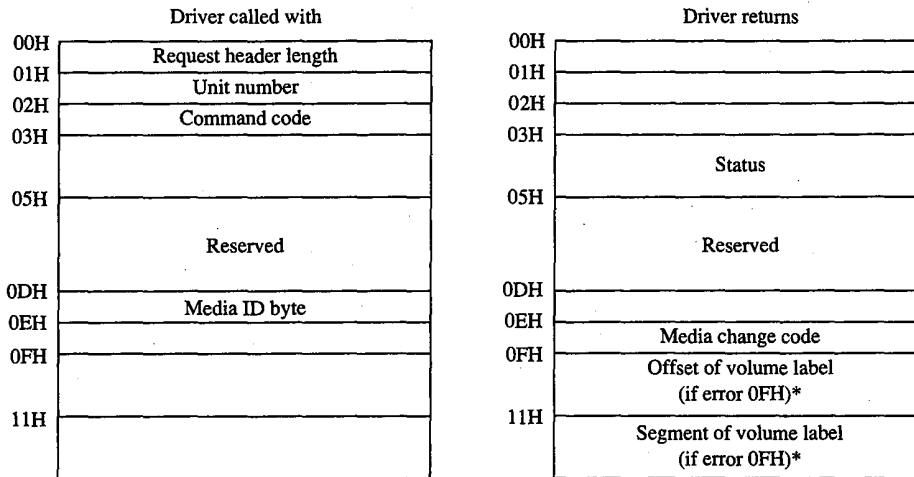 Driver called with
00H
Request header length
01H
Unit number
02H
Command code
03H
05H
Reserved
0DH
Media ID byte
0EH
0FH
11H
Driver returns
00H
01H
02H
03H
Status
05H
Reserved
0DH
0EH
Media change code
0FH
Offset of volume label
(if error 0FH)*
11H
Segment of volume label
(if error 0FH)*